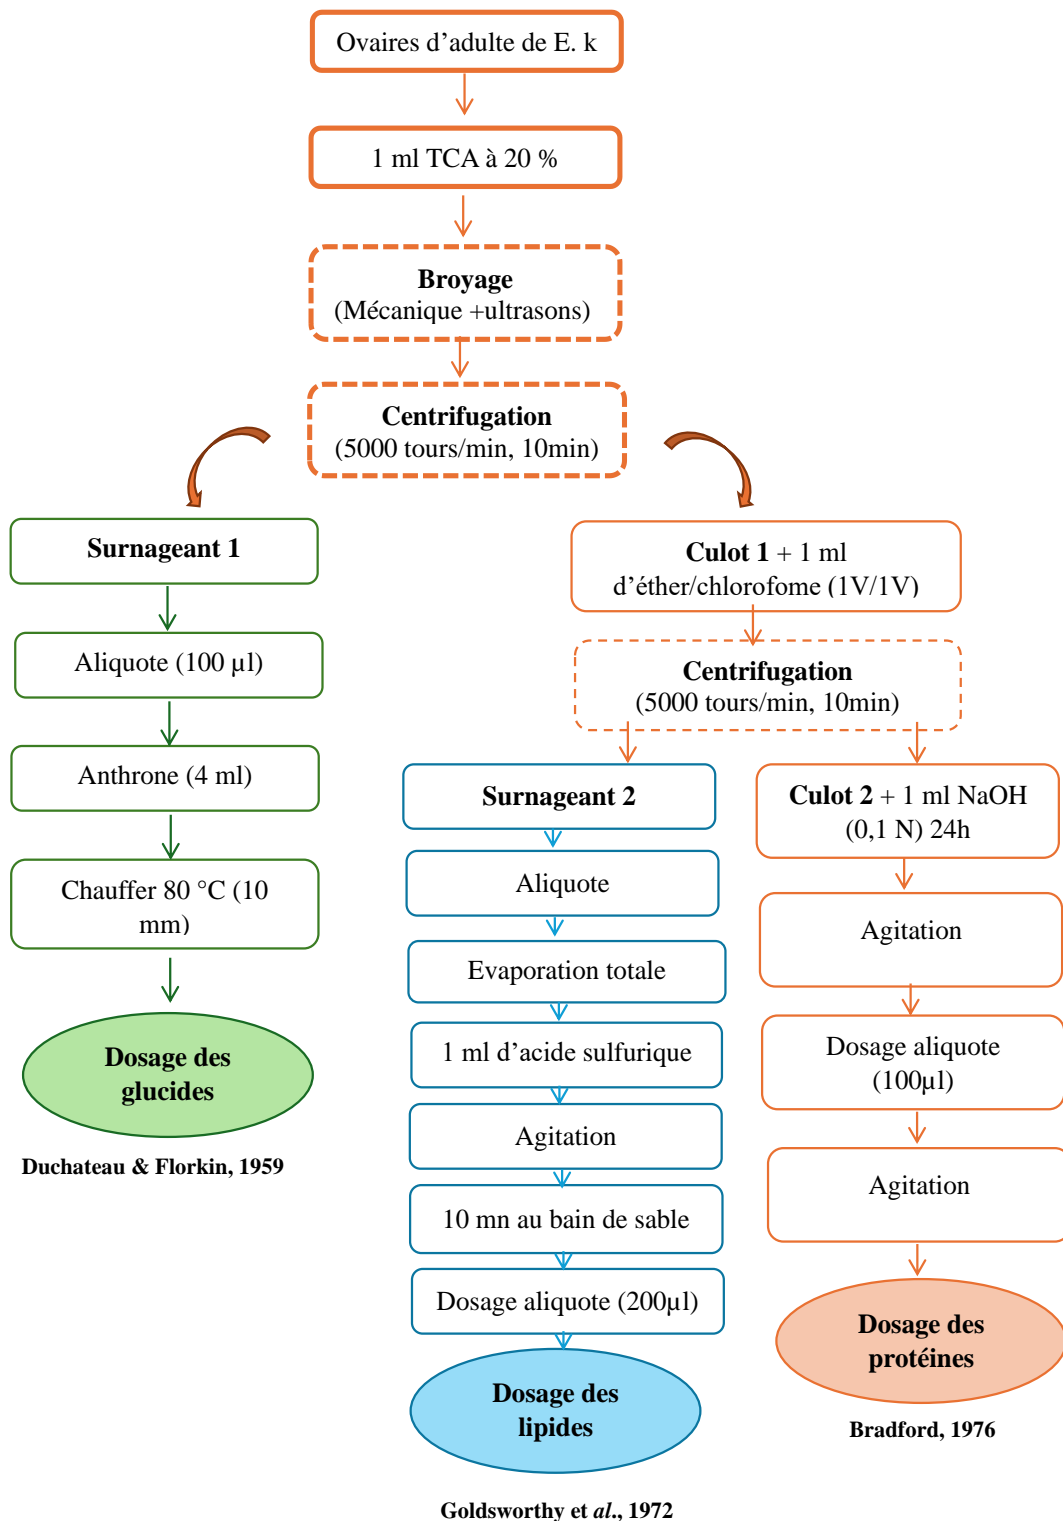 Ovaires d’adulte de E. k
1 ml TCA à 20 %
Broyage
(Mécanique +ultrasons)
Centrifugation
(5000 tours/min, 10min)
Surnageant 1
Aliquote (100 µl)
Anthrone (4 ml)
Chauffer 80 °C (10
mm)
Dosage des
glucides
Duchateau & Florkin, 1959
Culot 1 + 1 ml
d’éther/chlorofome (1V/1V)
Centrifugation
(5000 tours/min, 10min)
Surnageant 2
Aliquote
Evaporation totale
1 ml d’acide sulfurique
Agitation
10 mn au bain de sable
Dosage aliquote (200µl)
Dosage des
lipides
Goldsworthy et al., 1972
Culot 2 + 1 ml NaOH
(0,1 N) 24h
Agitation
Dosage aliquote
(100µl)
Agitation
Dosage des
protéines
Bradford, 1976